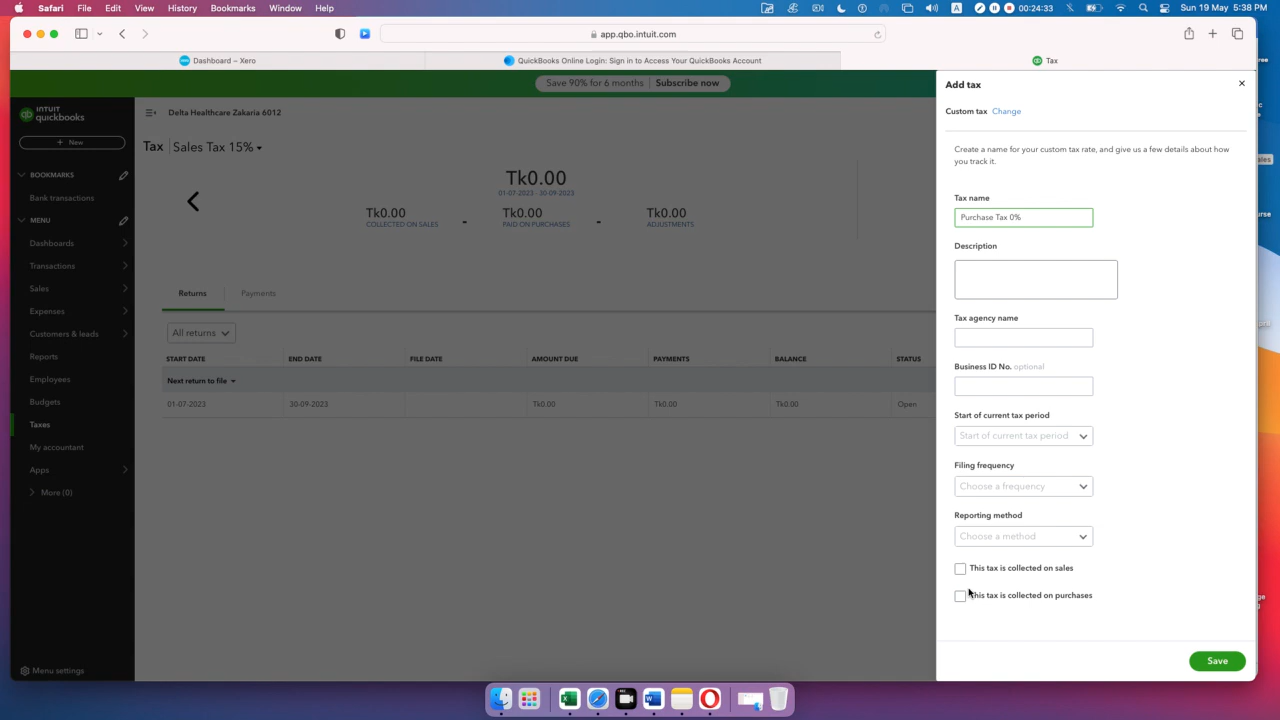 Safari File Edit View History Bookmarks Window Help
00:24:33 A Sun 19 May 5:38 PM
app.qbo.intuit.com
Dashboard – Xero
QuickBooks Online Login: Sign in to Access Your QuickBooks Account
Tax
Save 90% for 6 months Subscribe now
INTUIT
quickbooks
Delta Healthcare Zakaria 6012
+ New
Tax Sales Tax 15%
BOOKMARKS
Bank transactions
MENU
Dashboards
Transactions
Sales
Expenses
Customers & leads
Reports
Employees
Budgets
Taxes
My accountant
Apps
More (0)
Menu settings
Tk0.00
01-07-2023 - 30-09-2023
Tk0.00 - Tk0.00 - Tk0.00
COLLECTED ON SALES PAID ON PURCHASES ADJUSTMENTS
Returns Payments
All returns
START DATE END DATE FILE DATE AMOUNT DUE PAYMENTS BALANCE STATUS
Next return to file
01-07-2023 30-09-2023 Tk0.00 Tk0.00 Tk0.00 Open
Add tax
Custom tax Change
Create a name for your custom tax rate, and give us a few details about how
you track it.
Tax name
Purchase Tax 0%
Description
Tax agency name
Business ID No. optional
Start of current tax period
Start of current tax period
Filing frequency
Choose a frequency
Reporting method
Choose a method
This tax is collected on sales
This tax is collected on purchases
Save